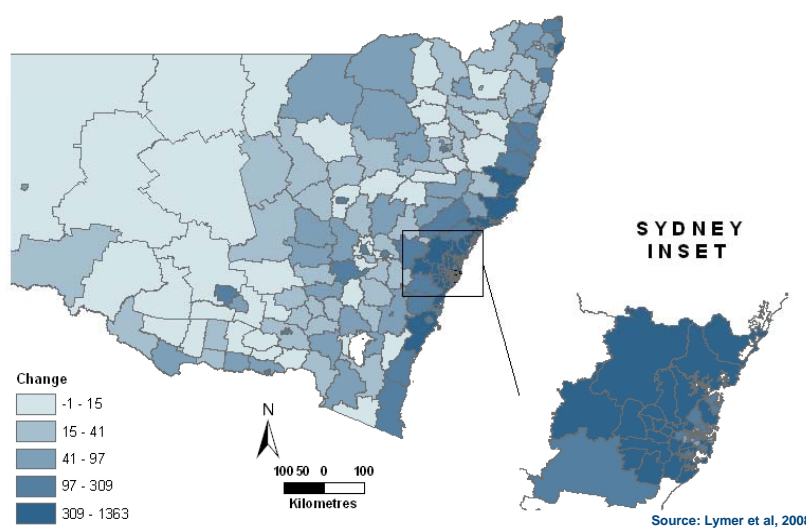 SYDNEY
INSET
Change
-1 - 15
15 - 41
41 - 97
97 - 309
309 - 1363
N
100 50 0 100
Kilometres
Source: Lymer et al, 2008